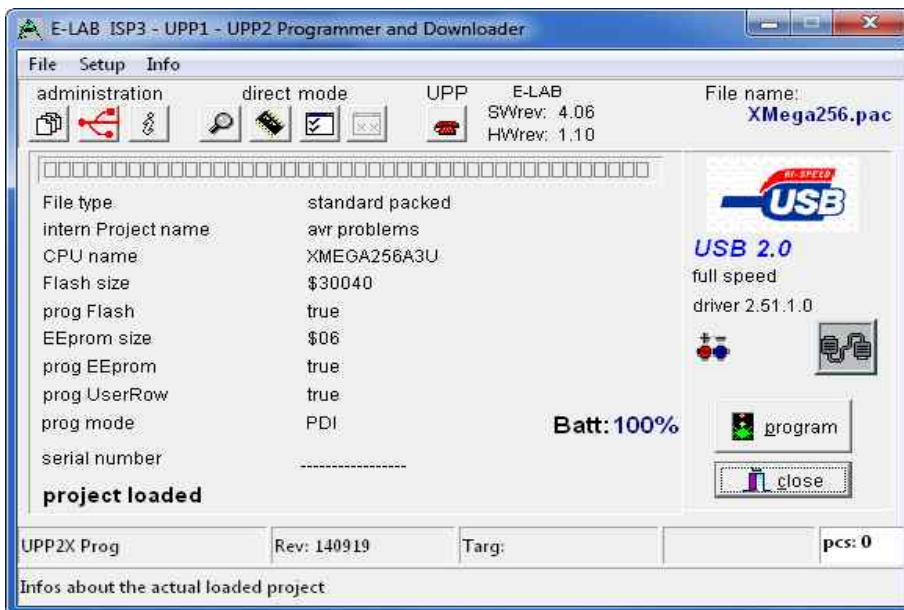 E-LAB ISP3 - UPP1 - UPP2 Programmer and Downloader
File Setup Info
administration direct mode UPP E-LAB File name:
SWrev: 4.06 XMega256.pac
HWrev: 1.10
HI-SPEED
USB
File type standard packed
intern Project name avr problems
USB 2.0
CPU name XMEGA256A3U
full speed
Flash size $30040
driver 2.51.1.0
prog Flash true
EEprom size $06
prog EEprom true
prog UserRow true
prog mode PDI Batt: 100% program
serial number ----------------
close
project loaded
UPP2X Prog Rev: 140919 Targ: pcs: 0
Infos about the actual loaded project